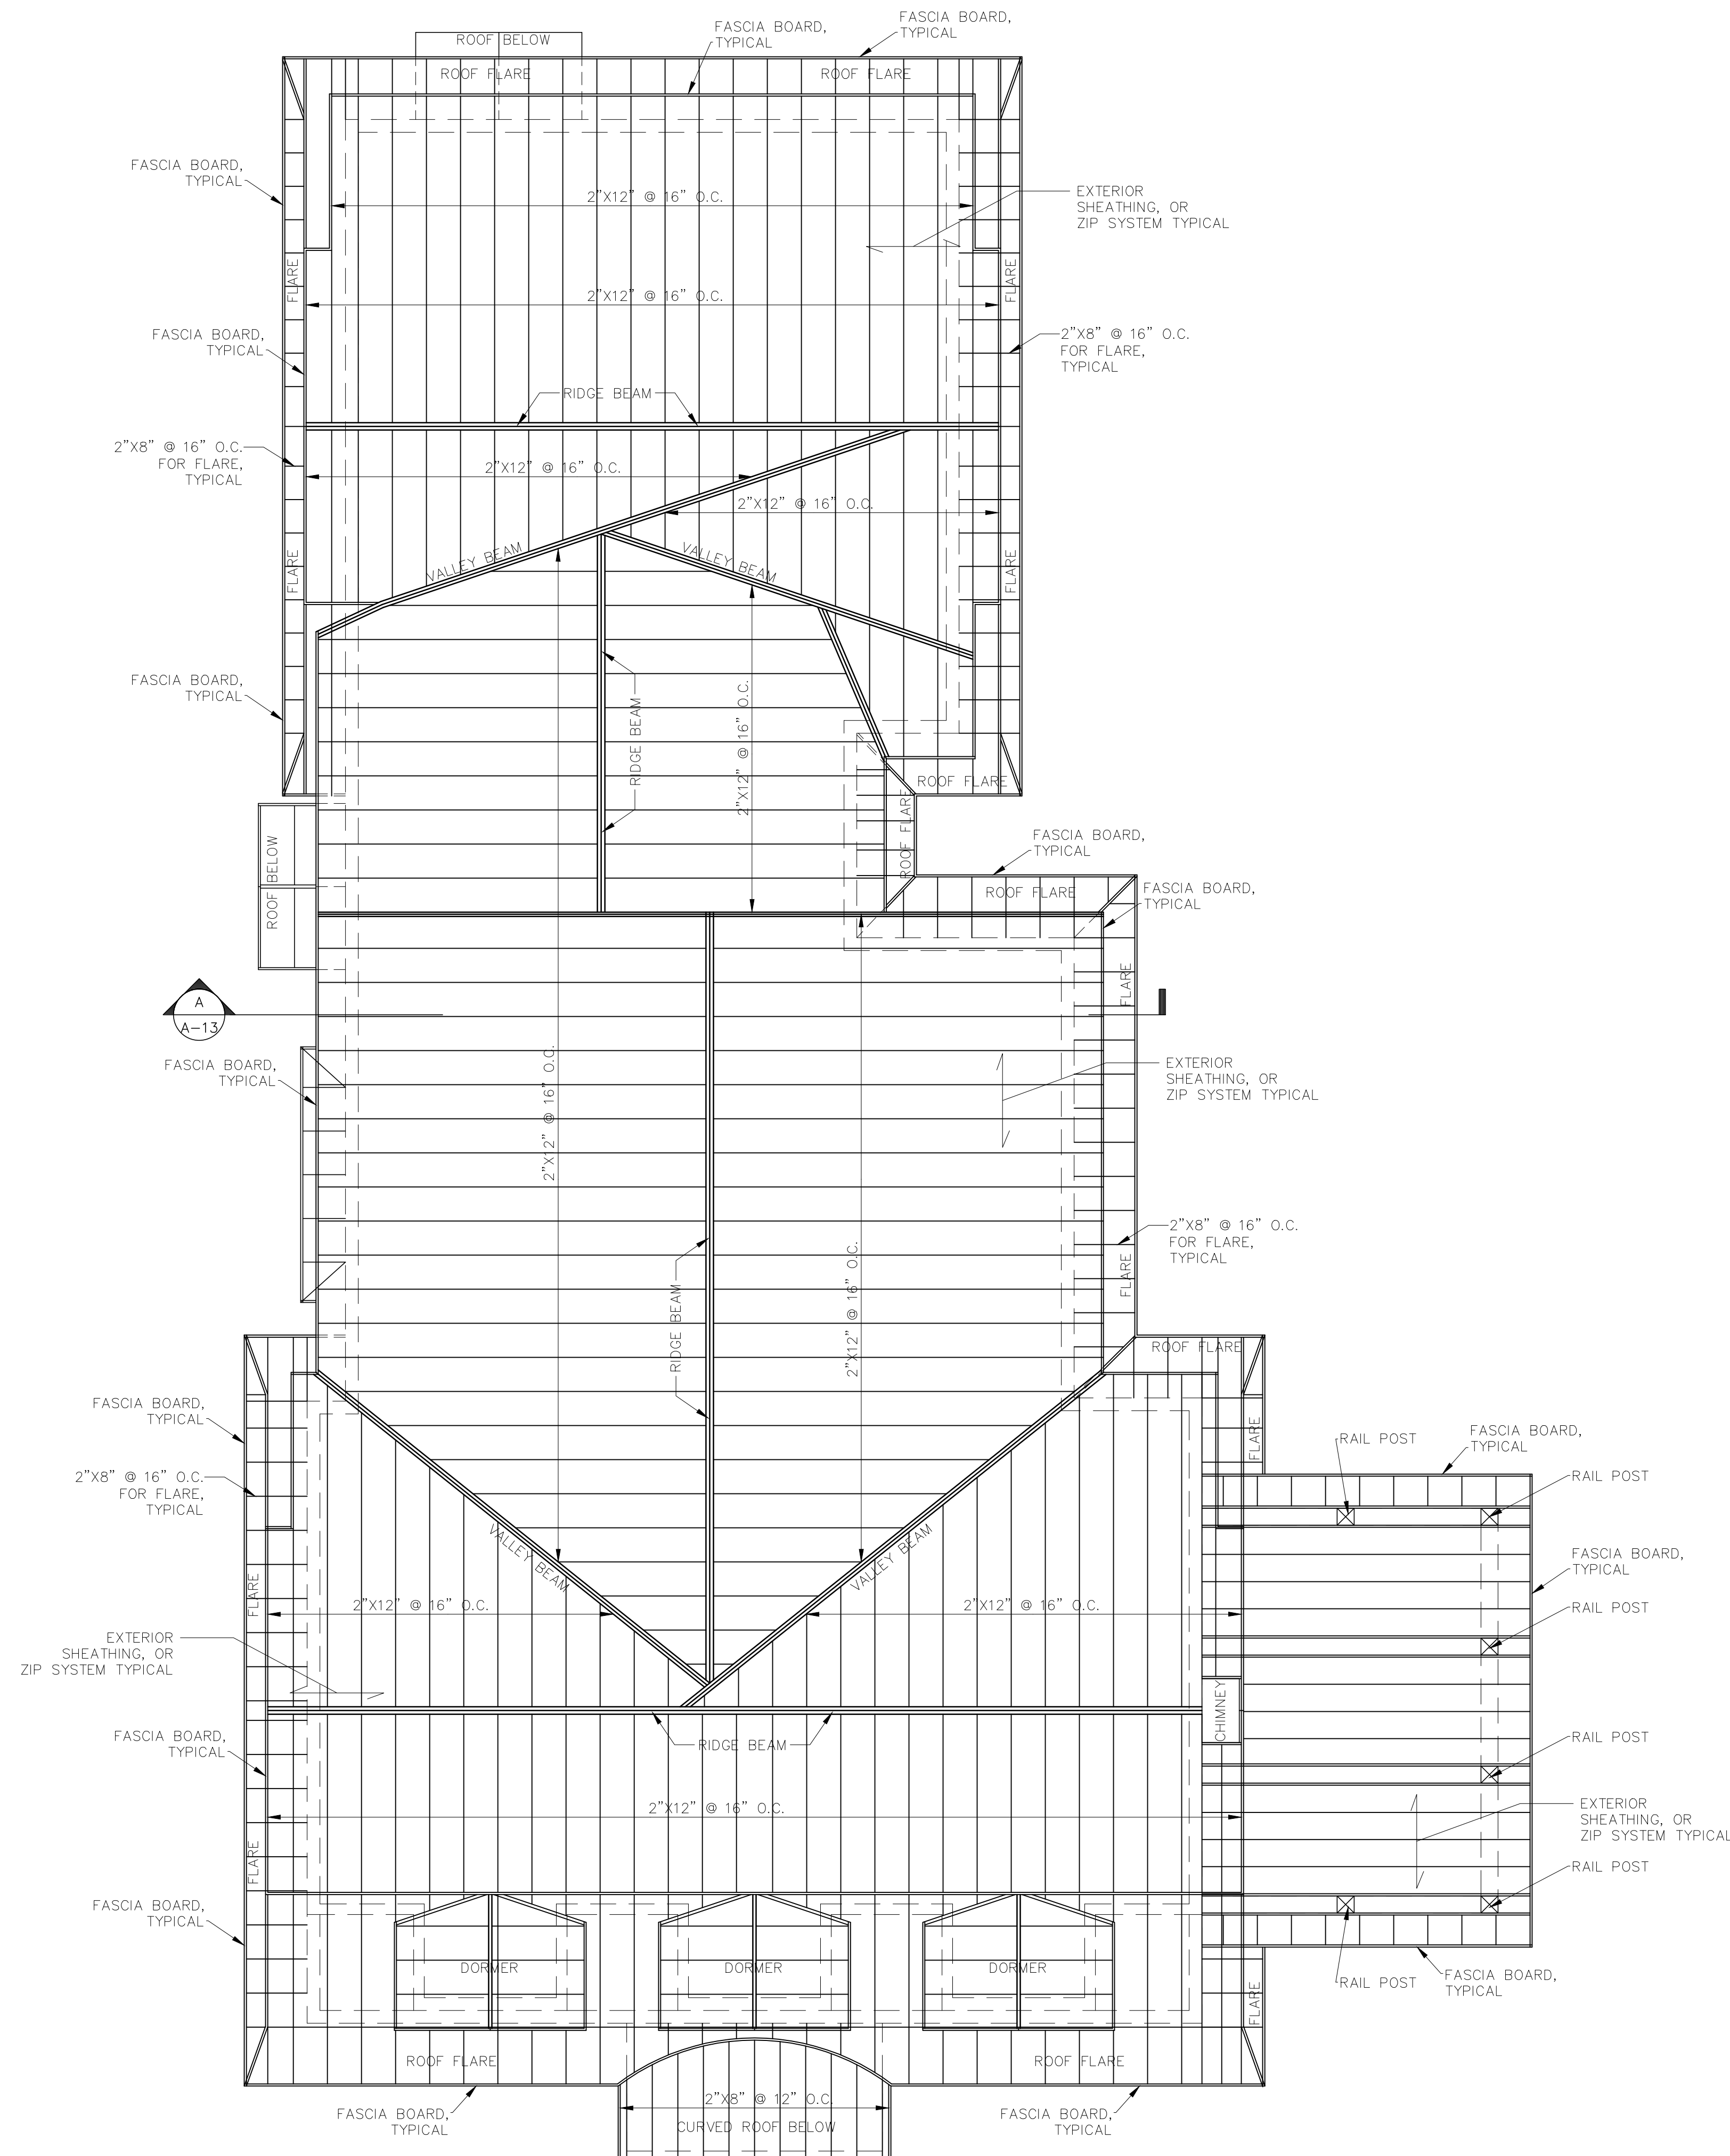 FASCIA BOARD,
TYPICAL
FASCIA BOARD,
TYPICAL
ROOF BELOW
ROOF FLARE
ROOF FLARE
FASCIA BOARD,
TYPICAL
2"X12" @ 16" O.C.
EXTERIOR
SHEATHING, OR
ZIP SYSTEM TYPICAL
FLARE
FLARE
2"X12" @ 16" O.C.
FASCIA BOARD,
TYPICAL
2"X8" @ 16" O.C.
FOR FLARE,
TYPICAL
RIDGE BEAM
2"X8" @ 16" O.C.
FOR FLARE,
TYPICAL
2"X12" @ 16" O.C.
2"X12" @ 16" O.C.
FLARE
VALLEY BEAM
VALLEY BEAM
FLARE
FASCIA BOARD,
TYPICAL
RIDGE BEAM
2"X12" @ 16" O.C.
ROOF FLARE
ROOF FLARE
ROOF BELOW
FASCIA BOARD,
TYPICAL
ROOF FLARE
FASCIA BOARD,
TYPICAL
FLARE
A
A-13
FASCIA BOARD,
TYPICAL
2"X12" @ 16" O.C.
EXTERIOR
SHEATHING, OR
ZIP SYSTEM TYPICAL
2"X8" @ 16" O.C.
FOR FLARE,
TYPICAL
FLARE
RIDGE BEAM
2"X12" @ 16" O.C.
ROOF FLARE
FASCIA BOARD,
TYPICAL
FLARE
RAIL POST
FASCIA BOARD,
TYPICAL
2"X8" @ 16" O.C.
FOR FLARE,
TYPICAL
RAIL POST
VALLEY BEAM
VALLEY BEAM
FASCIA BOARD,
TYPICAL
FLARE
2"X12" @ 16" O.C.
2"X12" @ 16" O.C.
RAIL POST
EXTERIOR
SHEATHING, OR
ZIP SYSTEM TYPICAL
CHIMNEY
FASCIA BOARD,
TYPICAL
RIDGE BEAM
RAIL POST
2"X12" @ 16" O.C.
EXTERIOR
SHEATHING, OR
ZIP SYSTEM TYPICAL
FLARE
RAIL POST
FASCIA BOARD,
TYPICAL
DORMER
DORMER
DORMER
RAIL POST
FASCIA BOARD,
TYPICAL
FLARE
ROOF FLARE
ROOF FLARE
2"X8" @ 12" O.C.
FASCIA BOARD,
TYPICAL
CURVED ROOF BELOW
FASCIA BOARD,
TYPICAL